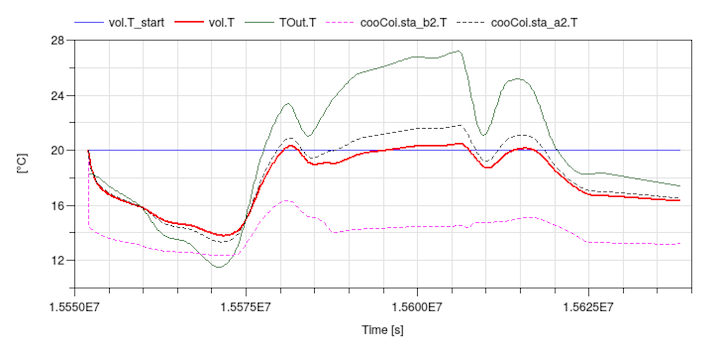 vol.T_start vol.T TOut.T cooCoi.sta_b2.T cooCoi.sta_a2.T
28
24
20
16
12
[°C]
1.5550E7 1.5575E7 1.5600E7 1.5625E7
Time [s]